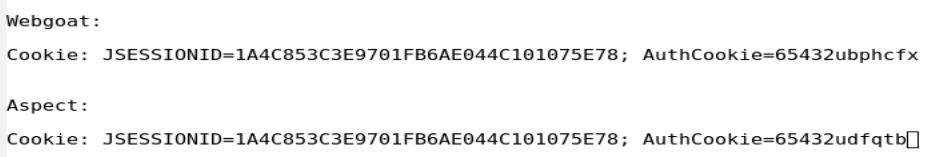 Webgoat:
Cookie: JSESSIONID=1A4C853C3E9701FB6AE044C101075E78; AuthCookie=65432ubphcfx
Aspect:
Cookie: JSESSIONID=1A4C853C3E9701FB6AE044C101075E78; AuthCookie=65432udfqtb